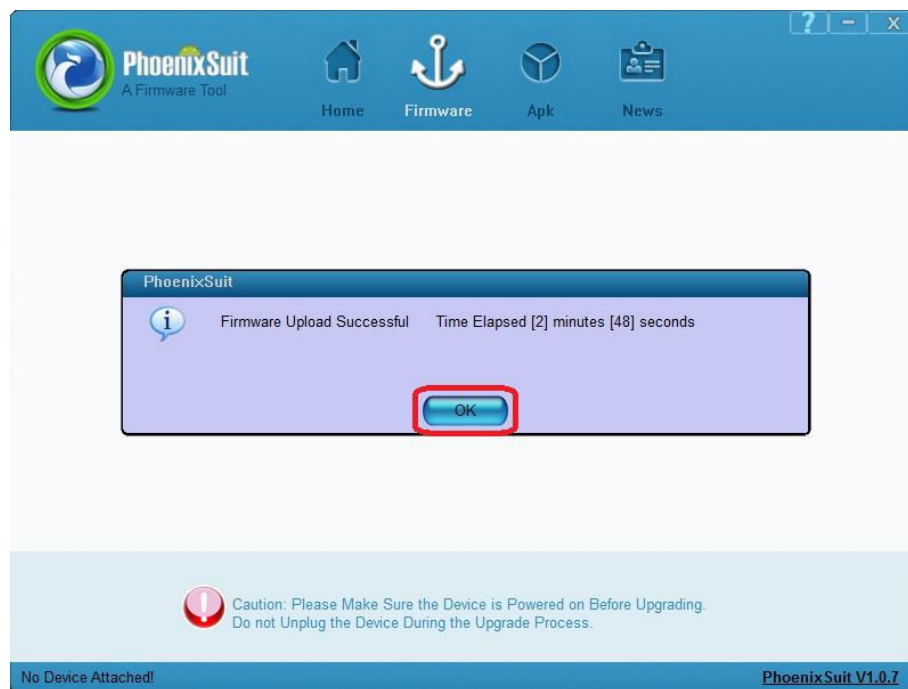 ? - x
PhoenixSuit
A Firmware Tool
Home Firmware Apk News
PhoenixSuit
i Firmware Upload Successful Time Elapsed [2] minutes [48] seconds
OK
Caution: Please Make Sure the Device is Powered on Before Upgrading.
Do not Unplug the Device During the Upgrade Process.
No Device Attached! PhoenixSuit V1.0.7